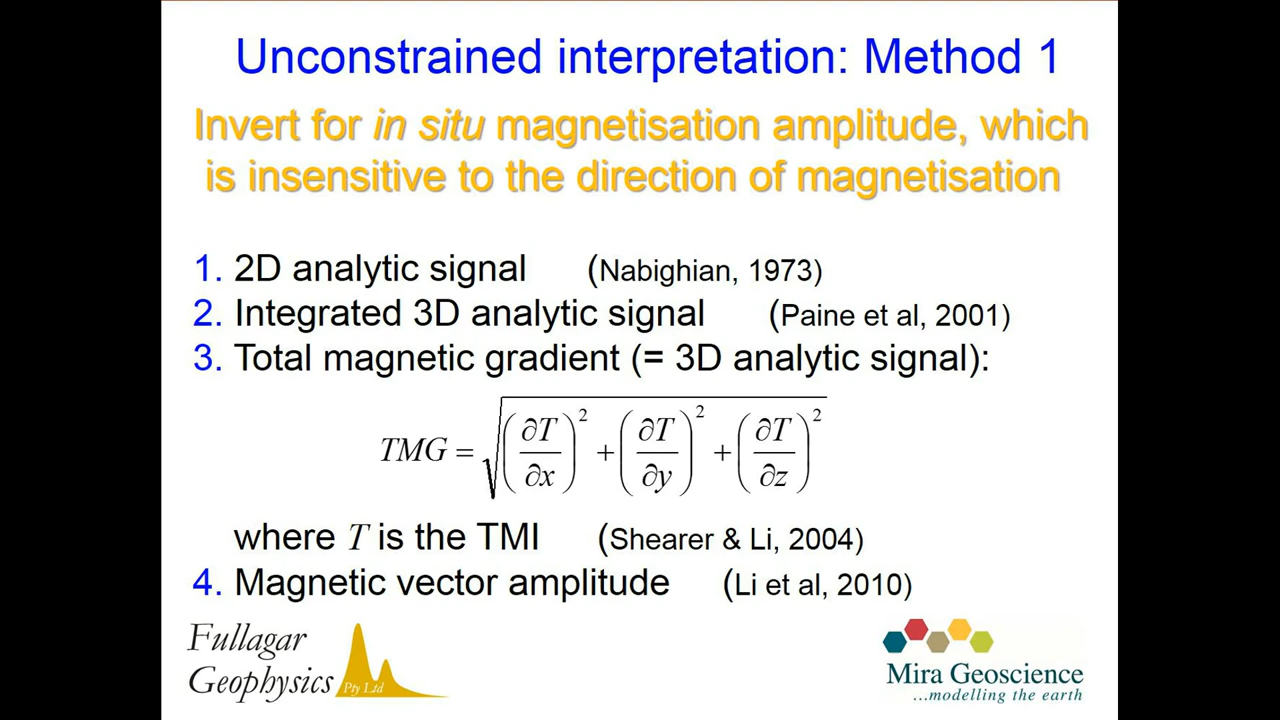 Unconstrained interpretation: Method 1
Invert for in situ magnetisation amplitude, which
is insensitive to the direction of magnetisation
1. 2D analytic signal (Nabighian, 1973)
2. Integrated 3D analytic signal (Paine et al, 2001)
3. Total magnetic gradient (= 3D analytic signal):
TMG = √((∂T/∂x)² + (∂T/∂y)² + (∂T/∂z)²)
where T is the TMI (Shearer & Li, 2004)
4. Magnetic vector amplitude (Li et al, 2010)
Fullagar
Geophysics Pty Ltd
Mira Geoscience
...modelling the earth